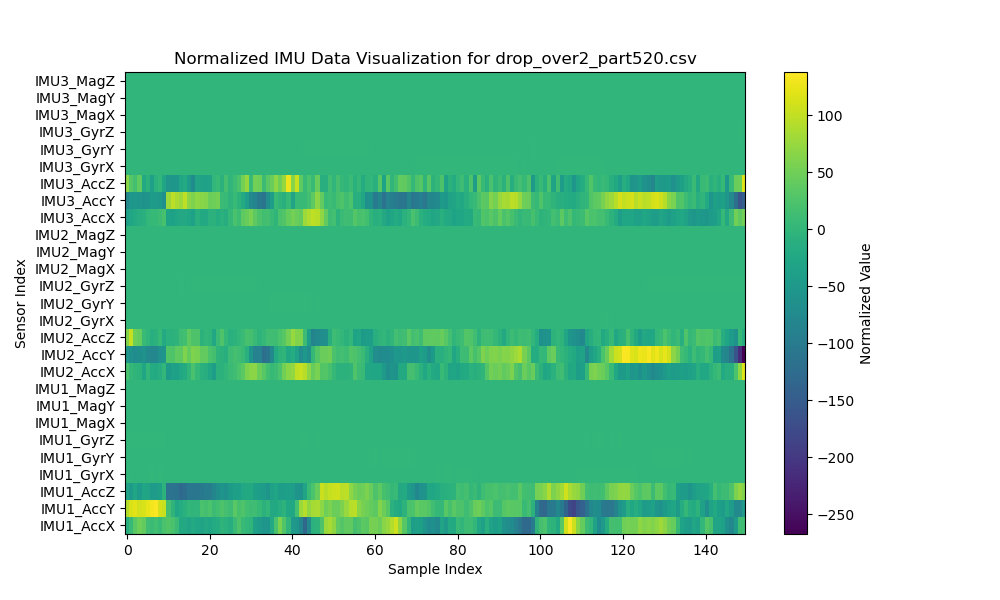 Normalized IMU Data Visualization for drop_over2_part520.csv
IMU3_MagZ
IMU3_MagY
IMU3_MagX
IMU3_GyrZ
IMU3_GyrY
IMU3_GyrX
IMU3_AccZ
IMU3_AccY
IMU3_AccX
IMU2_MagZ
IMU2_MagY
IMU2_MagX
IMU2_GyrZ
IMU2_GyrY
IMU2_GyrX
IMU2_AccZ
IMU2_AccY
IMU2_AccX
IMU1_MagZ
IMU1_MagY
IMU1_MagX
IMU1_GyrZ
IMU1_GyrY
IMU1_GyrX
IMU1_AccZ
IMU1_AccY
IMU1_AccX
Sensor Index
0 20 40 60 80 100 120 140
Sample Index
100
50
0
−50
−100
−150
−200
−250
Normalized Value